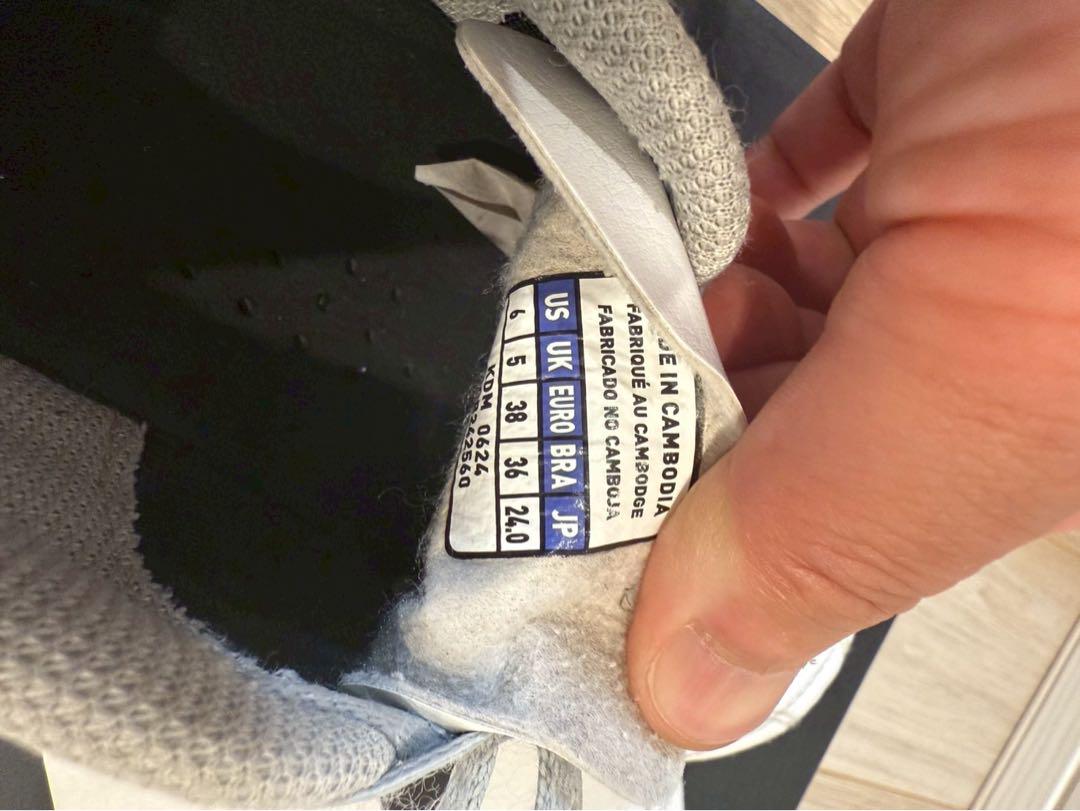 IN CAMBODIA
FABRIQUÉ AU CAMBODGE
FABRICADO NO CAMBOJA
US UK EURO BRA JP
6 5 38 36 24.0
KDM 0624